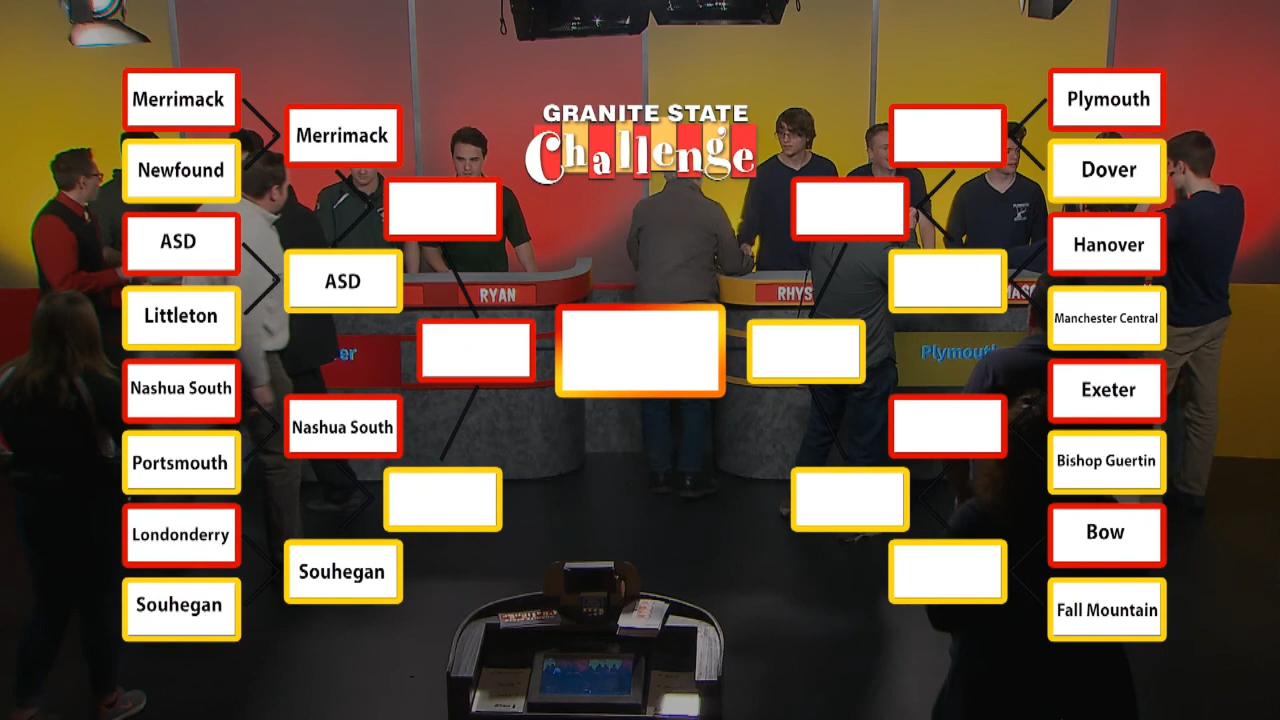 GRANITE STATE
Challenge
Merrimack
Newfound
ASD
Littleton
Nashua South
Portsmouth
Londonderry
Souhegan
Merrimack
ASD
Nashua South
Souhegan
Plymouth
Dover
Hanover
Manchester Central
Exeter
Bishop Guertin
Bow
Fall Mountain
RYAN
RHYS
Plymouth